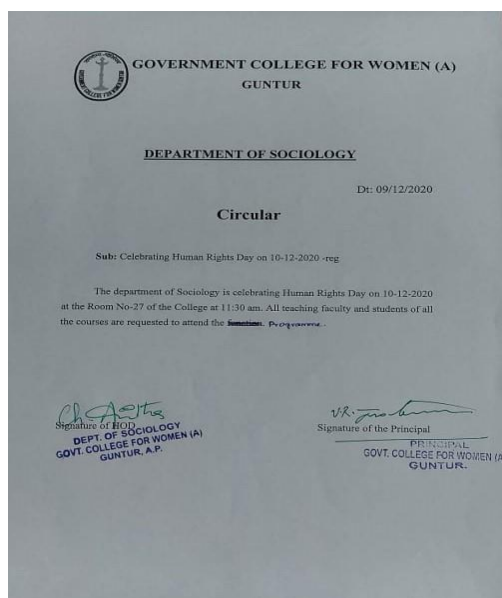 GOVERNMENT COLLEGE FOR WOMEN (A)
GUNTUR
DEPARTMENT OF SOCIOLOGY
Dt: 09/12/2020
Circular
Sub: Celebrating Human Rights Day on 10-12-2020 -reg
The department of Sociology is celebrating Human Rights Day on 10-12-2020
at the Room No-27 of the College at 11:30 am. All teaching faculty and students of all
the courses are requested to attend the function. Programme.
Ch. Anitha
Signature of HOD
DEPT. OF SOCIOLOGY
GOVT. COLLEGE FOR WOMEN (A)
GUNTUR, A.P.
V.R.
Signature of the Principal
PRINCIPAL
GOVT. COLLEGE FOR WOMEN (A
GUNTUR.